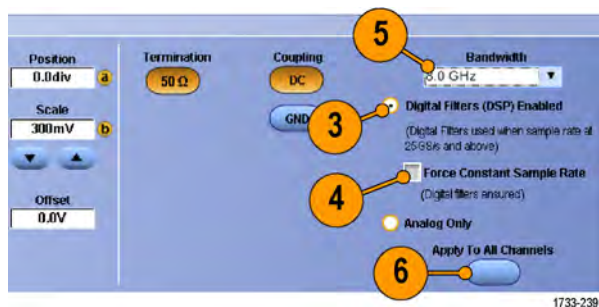 5
Position
Termination
Coupling
Bandwidth
0.0div a
50 Ω
DC
8.0 GHz
3
Digital Filters (DSP) Enabled
Scale
300mV b
GND
(Digital Filters used when sample rate at
25GS/s and above)
4
Force Constant Sample Rate
(Digital filters ensured)
Offset
0.0V
Analog Only
6
Apply To All Channels
1733-239